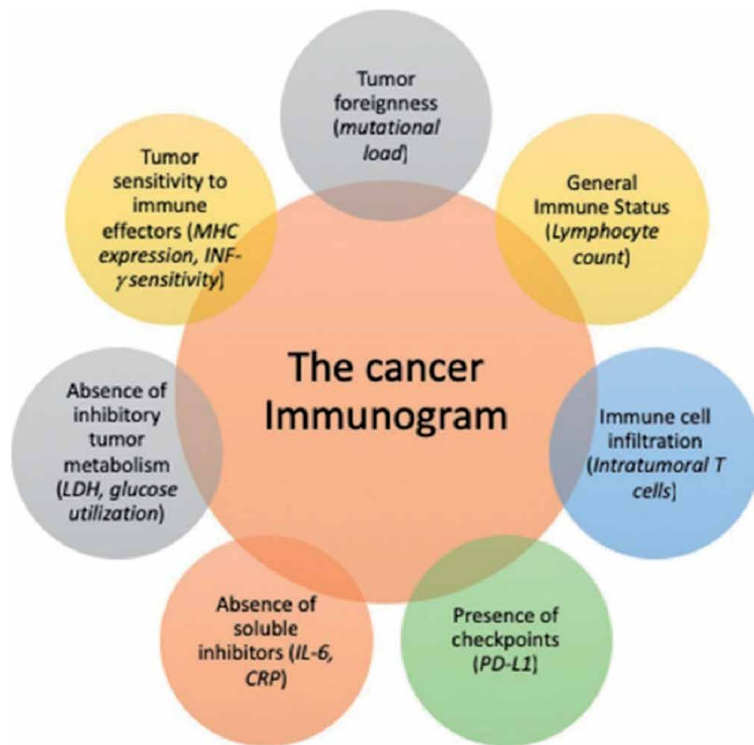 Tumor
foreignness
(mutational
load)
General
Immune Status
(Lymphocyte
count)
Immune cell
infiltration
(Intratumoral T
cells)
Presence of
checkpoints
(PD-L1)
Absence of
soluble
inhibitors (IL-6,
CRP)
Absence of
inhibitory
tumor
metabolism
(LDH, glucose
utilization)
Tumor
sensitivity to
immune
effectors (MHC
expression, INF-
γ sensitivity)
The cancer
Immunogram